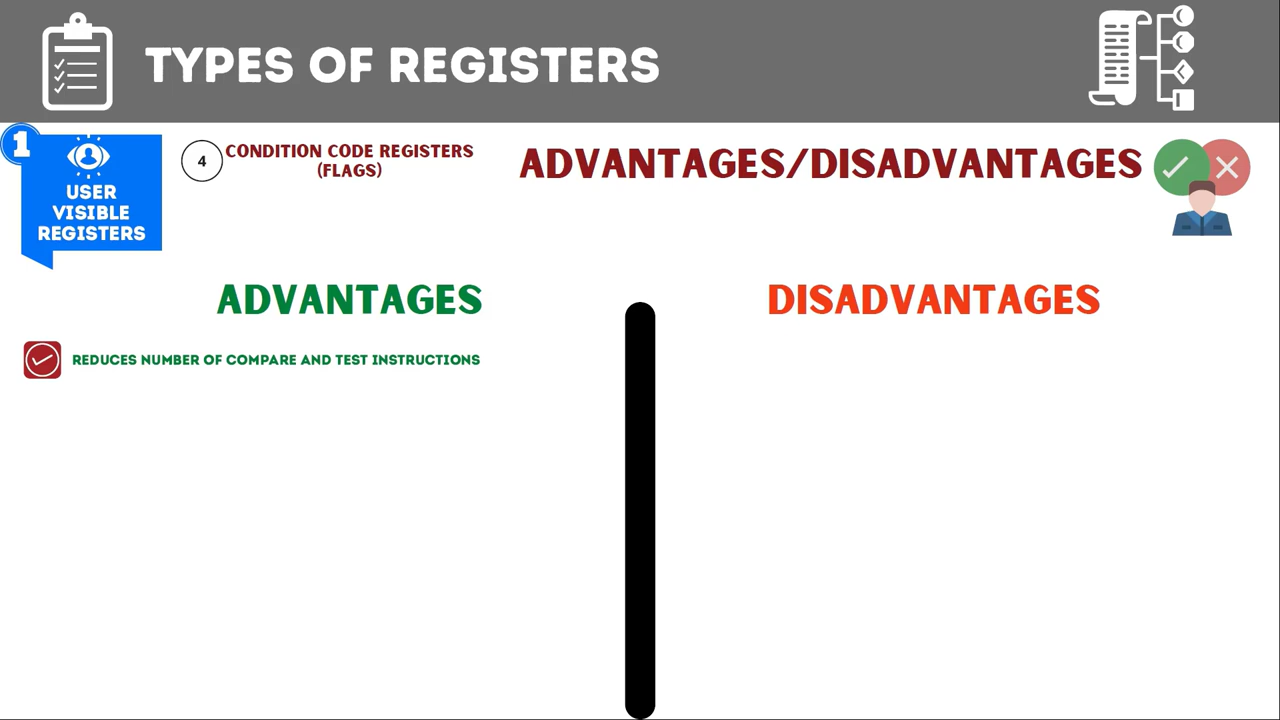 TYPES OF REGISTERS
1
USER
VISIBLE
REGISTERS
4
CONDITION CODE REGISTERS
(FLAGS)
ADVANTAGES/DISADVANTAGES
ADVANTAGES
DISADVANTAGES
REDUCES NUMBER OF COMPARE AND TEST INSTRUCTIONS